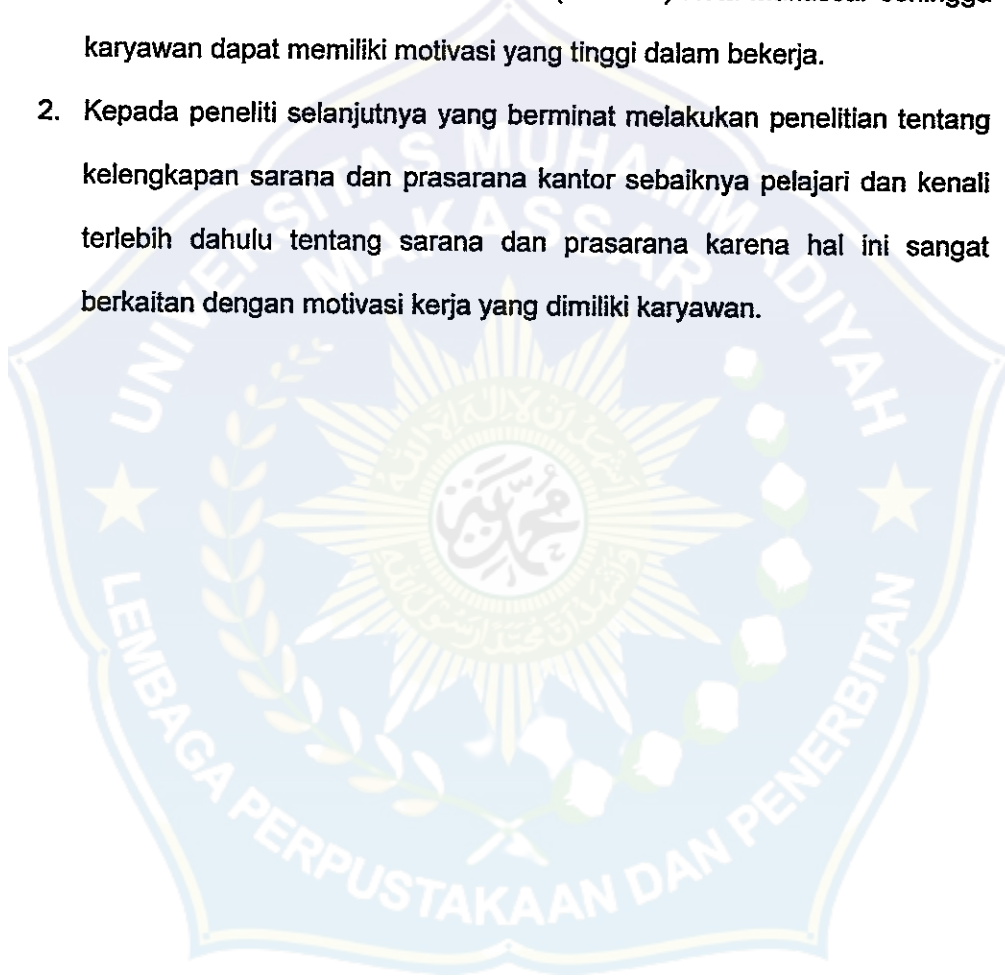 karyawan dapat memiliki motivasi yang tinggi dalam bekerja.
2. Kepada peneliti selanjutnya yang berminat melakukan penelitian tentang
kelengkapan sarana dan prasarana kantor sebaiknya pelajari dan kenali
terlebih dahulu tentang sarana dan prasarana karena hal ini sangat
berkaitan dengan motivasi kerja yang dimiliki karyawan.
UNIVERSITAS MUHAMMADIYAH
MAKASSAR
LEMBAGA PERPUSTAKAAN DAN PENERBITAN